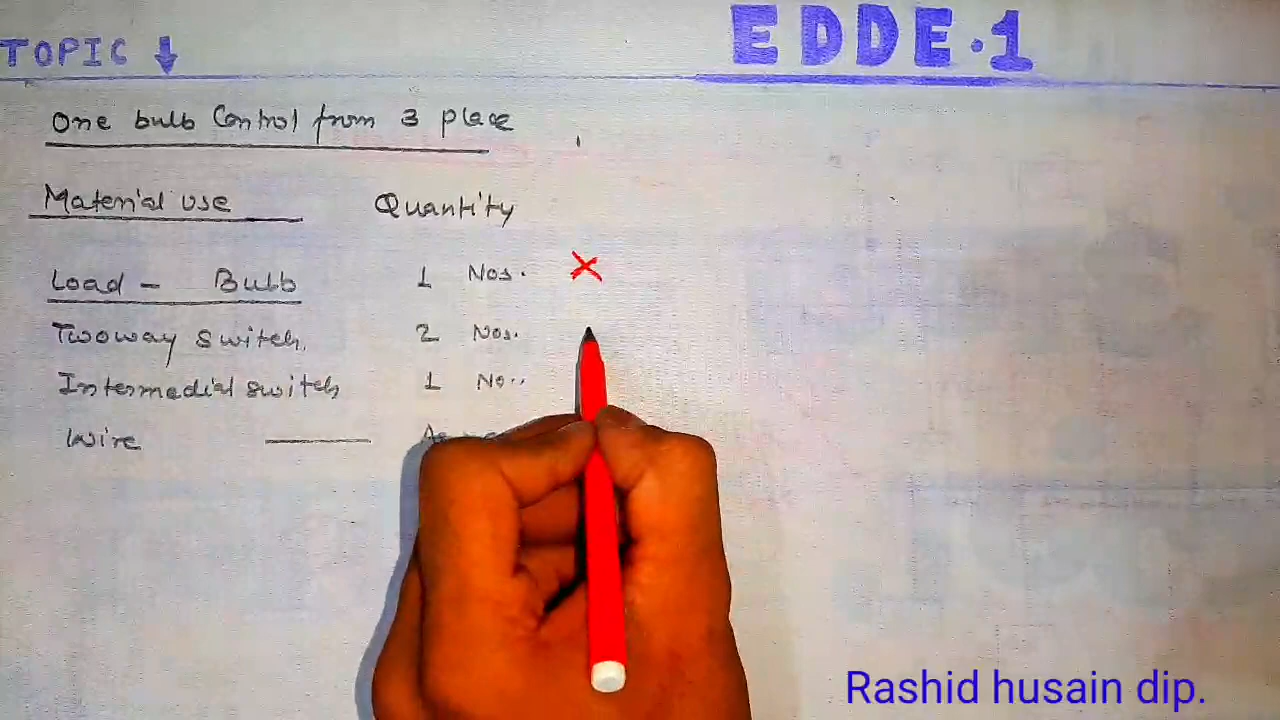 TOPIC ↓
EDDE.1
One bulb Control from 3 place
Material use Quantity
Load - Bulb 1 Nos.
Twoway switch. 2 Nos.
Intermedial switch 1 No..
Wire
Rashid husain dip.